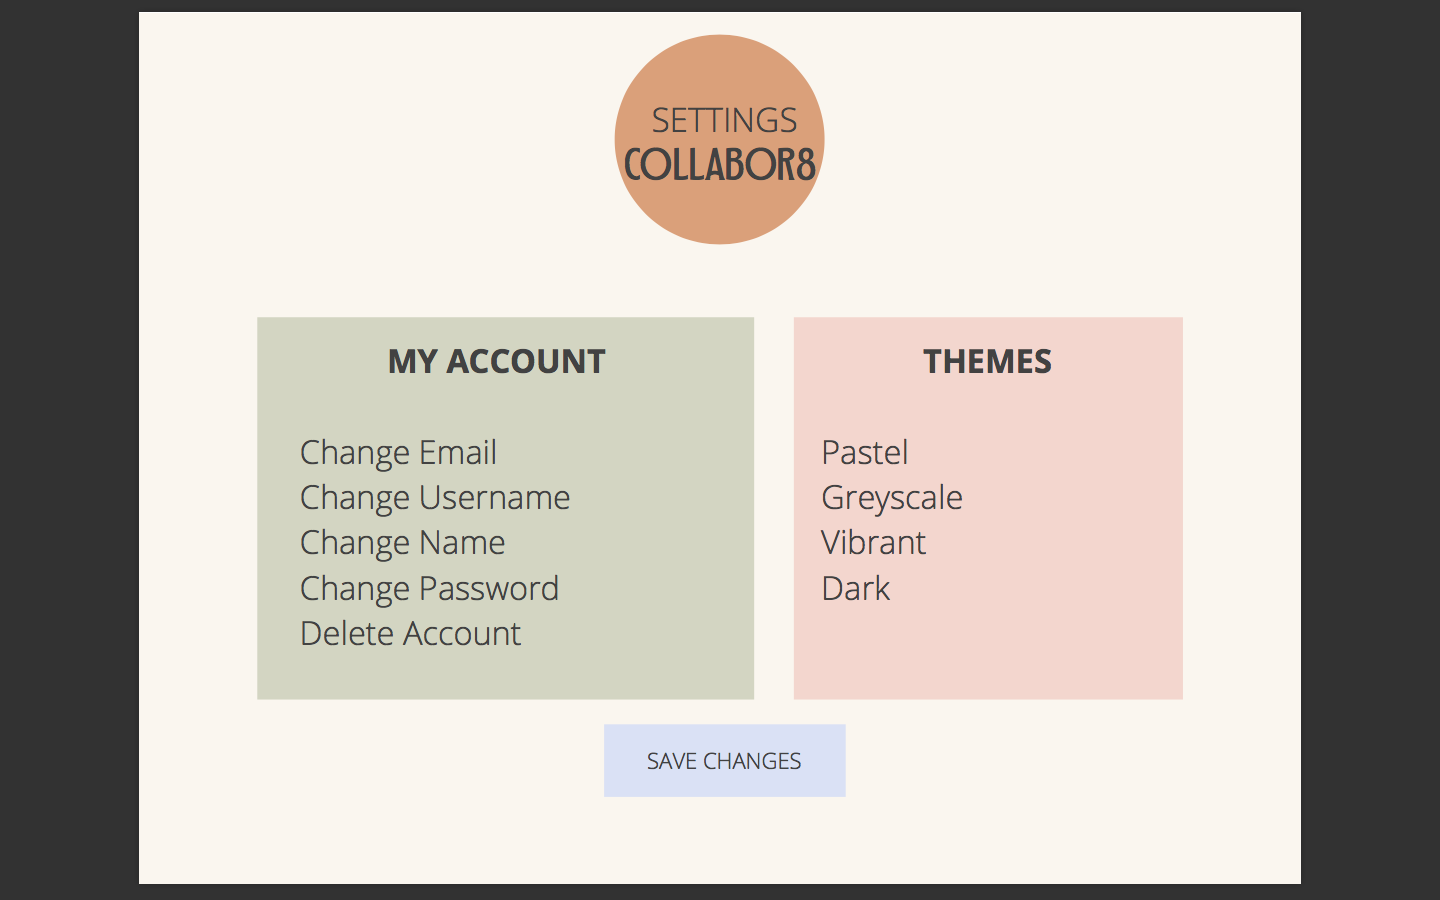 SETTINGS
COLLABOR8
MY ACCOUNT
Change Email
Change Username
Change Name
Change Password
Delete Account
THEMES
Pastel
Greyscale
Vibrant
Dark
SAVE CHANGES